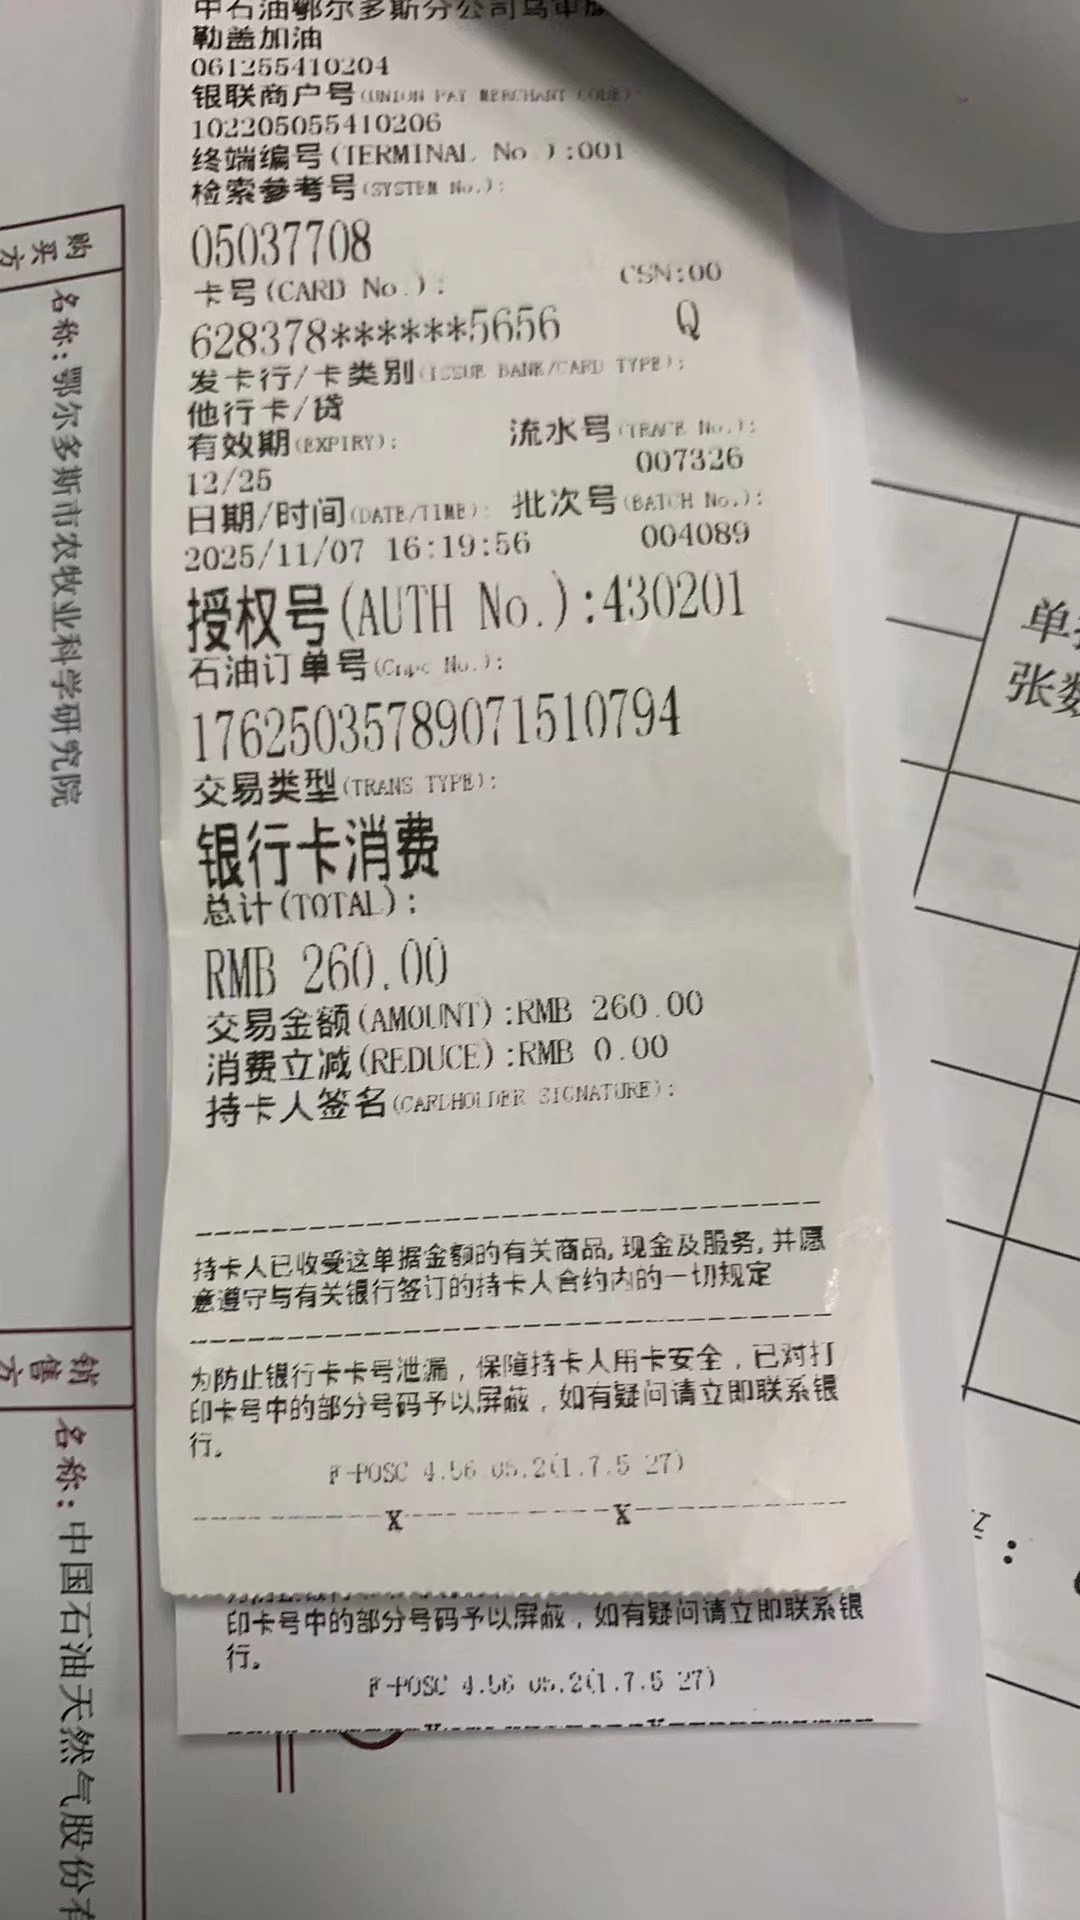 中石油鄂尔多斯分公司乌审旗
勒盖加油
061255410204
银联商户号(UNION PAY MERCHANT CODE):
102205055410206
终端编号(TERMINAL No.):001
检索参考号(SYSTEM No.):
05037708
卡号(CARD No.): CSN:00
628378******5656 Q
发卡行/卡类别(ISSUE BANK/CARD TYPE):
他行卡/贷
有效期(EXPIRY): 流水号(TRACE No.):
12/25 007326
日期/时间(DATE/TIME): 批次号(BATCH No.):
2025/11/07 16:19:56 004089
授权号(AUTH No.):430201
石油订单号(Cnpc No.):
17625035789071510794
交易类型(TRANS TYPE):
银行卡消费
总计(TOTAL):
RMB 260.00
交易金额(AMOUNT):RMB 260.00
消费立减(REDUCE):RMB 0.00
持卡人签名(CARDHOLDER SIGNATURE):
持卡人已收受这单据金额的有关商品,现金及服务,并愿
意遵守与有关银行签订的持卡人合约内的一切规定
为防止银行卡卡号泄漏，保障持卡人用卡安全，已对打
印卡号中的部分号码予以屏蔽，如有疑问请立即联系银
行。
F-POSC 4.56 05.2(1.7.5 27)
X X
印卡号中的部分号码予以屏蔽，如有疑问请立即联系银
行。
F-POSC 4.56 05.2(1.7.5 27)
购买方
名称:鄂尔多斯市农牧业科学研究院
销售方
名称:中国石油天然气股份有
单
张数